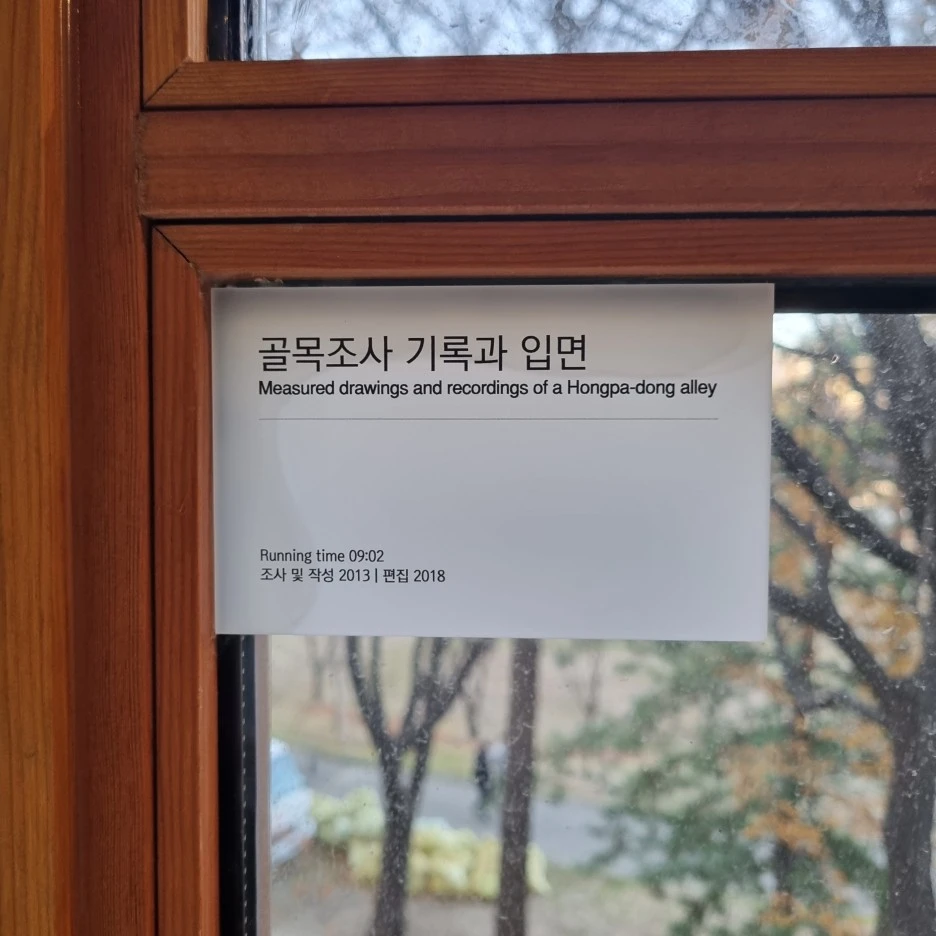 골목조사 기록과 입면
Measured drawings and recordings of a Hongpa-dong alley
Running time 09:02
조사 및 작성 2013 | 편집 2018